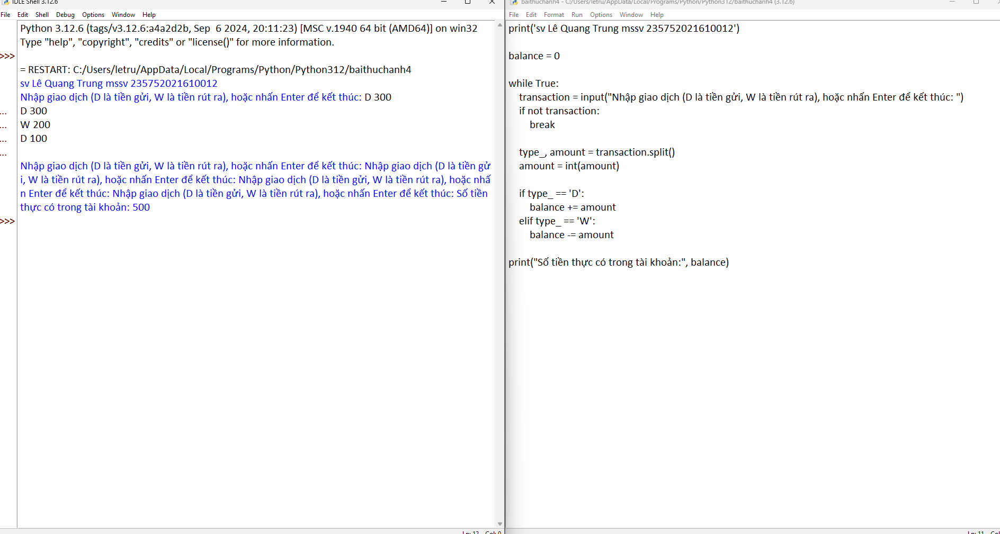 IDLE Shell 3.12.6
File Edit Shell Debug Options Window Help
Python 3.12.6 (tags/v3.12.6:a4a2d2b, Sep  6 2024, 20:11:23) [MSC v.1940 64 bit (AMD64)] on win32
Type "help", "copyright", "credits" or "license()" for more information.
>>>
= RESTART: C:/Users/letru/AppData/Local/Programs/Python/Python312/baithuchanh4
sv Lê Quang Trung mssv 235752021610012
Nhập giao dịch (D là tiền gửi, W là tiền rút ra), hoặc nhấn Enter để kết thúc: D 300
... D 300
... W 200
... D 100
...
Nhập giao dịch (D là tiền gửi, W là tiền rút ra), hoặc nhấn Enter để kết thúc: Nhập giao dịch (D là tiền gử
i, W là tiền rút ra), hoặc nhấn Enter để kết thúc: Nhập giao dịch (D là tiền gửi, W là tiền rút ra), hoặc nhấ
n Enter để kết thúc: Nhập giao dịch (D là tiền gửi, W là tiền rút ra), hoặc nhấn Enter để kết thúc: Số tiền
thực có trong tài khoản: 500
>>>
Ln: 12 Col: 0
baithuchanh4 - C:/Users/letru/AppData/Local/Programs/Python/Python312/baithuchanh4 (3.12.6)
File Edit Format Run Options Window Help
print('sv Lê Quang Trung mssv 235752021610012')
balance = 0
while True:
    transaction = input("Nhập giao dịch (D là tiền gửi, W là tiền rút ra), hoặc nhấn Enter để kết thúc: ")
    if not transaction:
        break
    type_, amount = transaction.split()
    amount = int(amount)
    if type_ == 'D':
        balance += amount
    elif type_ == 'W':
        balance -= amount
print("Số tiền thực có trong tài khoản:", balance)
Ln: 11 Col